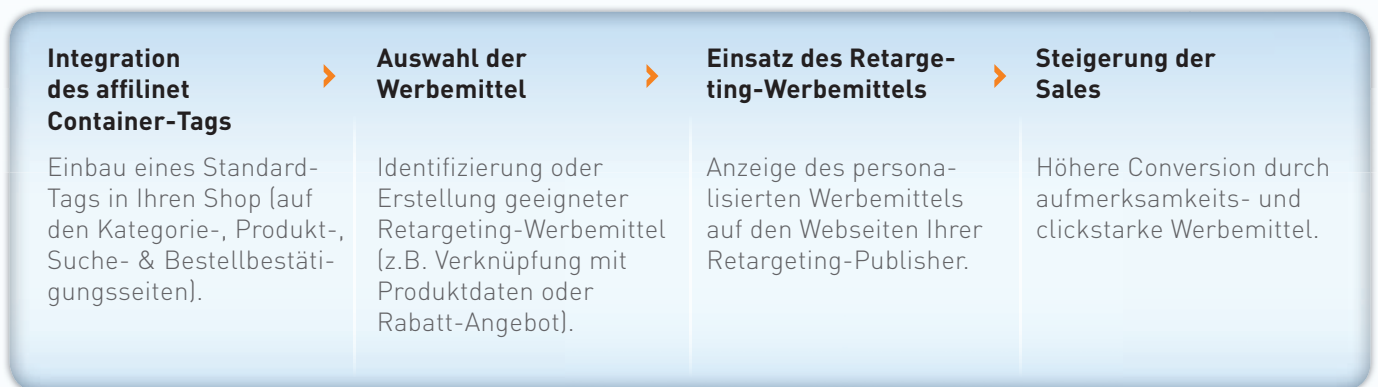 Integration
des affilinet
Container-Tags
Einbau eines Standard-
Tags in Ihren Shop (auf
den Kategorie-, Produkt-,
Suche- & Bestellbestäti-
gungsseiten).
Auswahl der
Werbemittel
Identifizierung oder
Erstellung geeigneter
Retargeting-Werbemittel
(z.B. Verknüpfung mit
Produktdaten oder
Rabatt-Angebot).
Einsatz des Retarge-
ting-Werbemittels
Anzeige des persona-
lisierten Werbemittels
auf den Webseiten Ihrer
Retargeting-Publisher.
Steigerung der
Sales
Höhere Conversion durch
aufmerksamkeits- und
clickstarke Werbemittel.